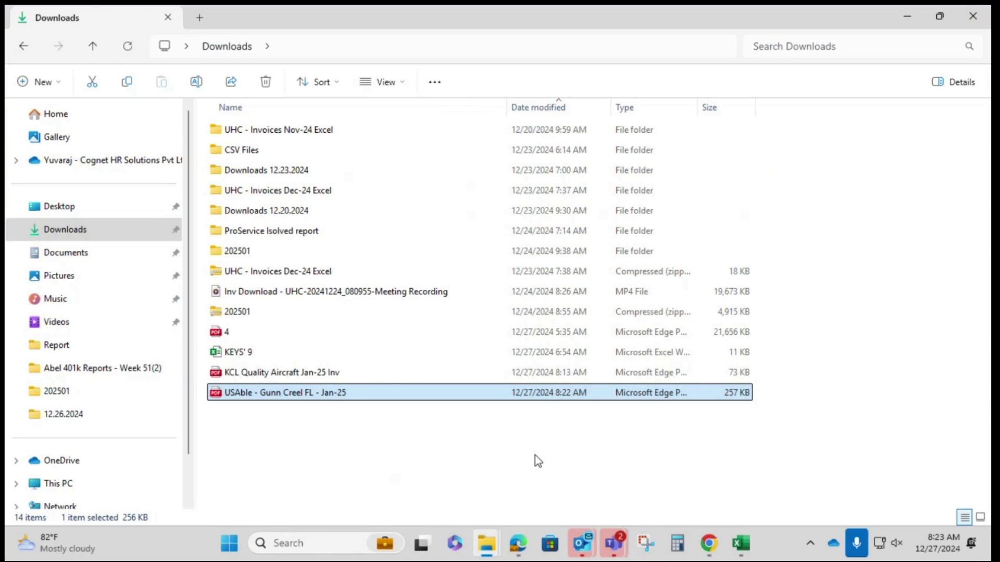 Downloads
Downloads
Search Downloads
New
Sort
View
Details
Home
Gallery
Yuvaraj - Cognet HR Solutions Pvt Lt
Desktop
Downloads
Documents
Pictures
Music
Videos
Report
Abel 401k Reports - Week 51(2)
202501
12.26.2024
OneDrive
This PC
Network
Name Date modified Type Size
UHC - Invoices Nov-24 Excel 12/20/2024 9:59 AM File folder
CSV Files 12/23/2024 6:14 AM File folder
Downloads 12.23.2024 12/23/2024 7:00 AM File folder
UHC - Invoices Dec-24 Excel 12/23/2024 7:37 AM File folder
Downloads 12.20.2024 12/23/2024 9:30 AM File folder
ProService Isolved report 12/24/2024 7:14 AM File folder
202501 12/24/2024 9:38 AM File folder
UHC - Invoices Dec-24 Excel 12/23/2024 7:38 AM Compressed (zipp... 18 KB
Inv Download - UHC-20241224_080955-Meeting Recording 12/24/2024 8:26 AM MP4 File 19,673 KB
202501 12/24/2024 8:55 AM Compressed (zipp... 4,915 KB
PDF 4 12/27/2024 5:35 AM Microsoft Edge P... 21,656 KB
KEYS' 9 12/27/2024 6:54 AM Microsoft Excel W... 11 KB
PDF KCL Quality Aircraft Jan-25 Inv 12/27/2024 8:13 AM Microsoft Edge P... 73 KB
PDF USAble - Gunn Creel FL - Jan-25 12/27/2024 8:22 AM Microsoft Edge P... 257 KB
14 items 1 item selected 256 KB
82°F
Mostly cloudy
Search
2
8:23 AM
12/27/2024